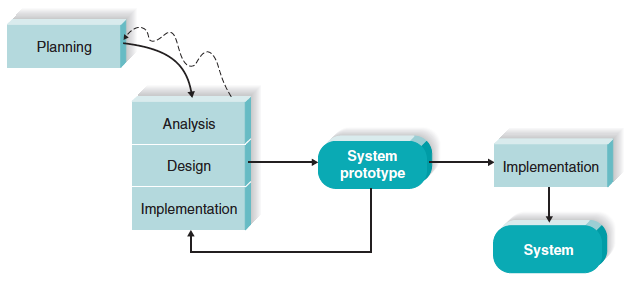 Planning
Analysis
Design
Implementation
System
prototype
Implementation
System